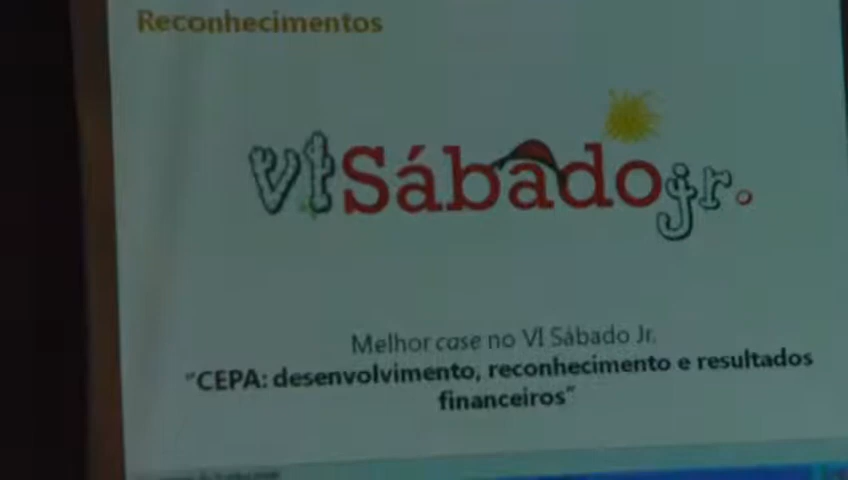 Reconhecimentos
VI Sábado jr.
Melhor case no VI Sábado Jr.
"CEPA: desenvolvimento, reconhecimento e resultados
financeiros"